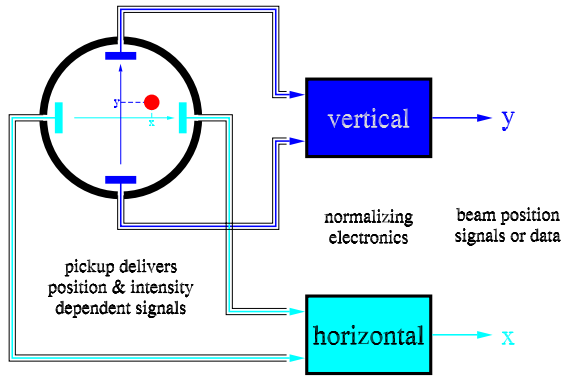 y
x
vertical
y
normalizing
electronics
beam position
signals or data
pickup delivers
position & intensity
dependent signals
horizontal
x